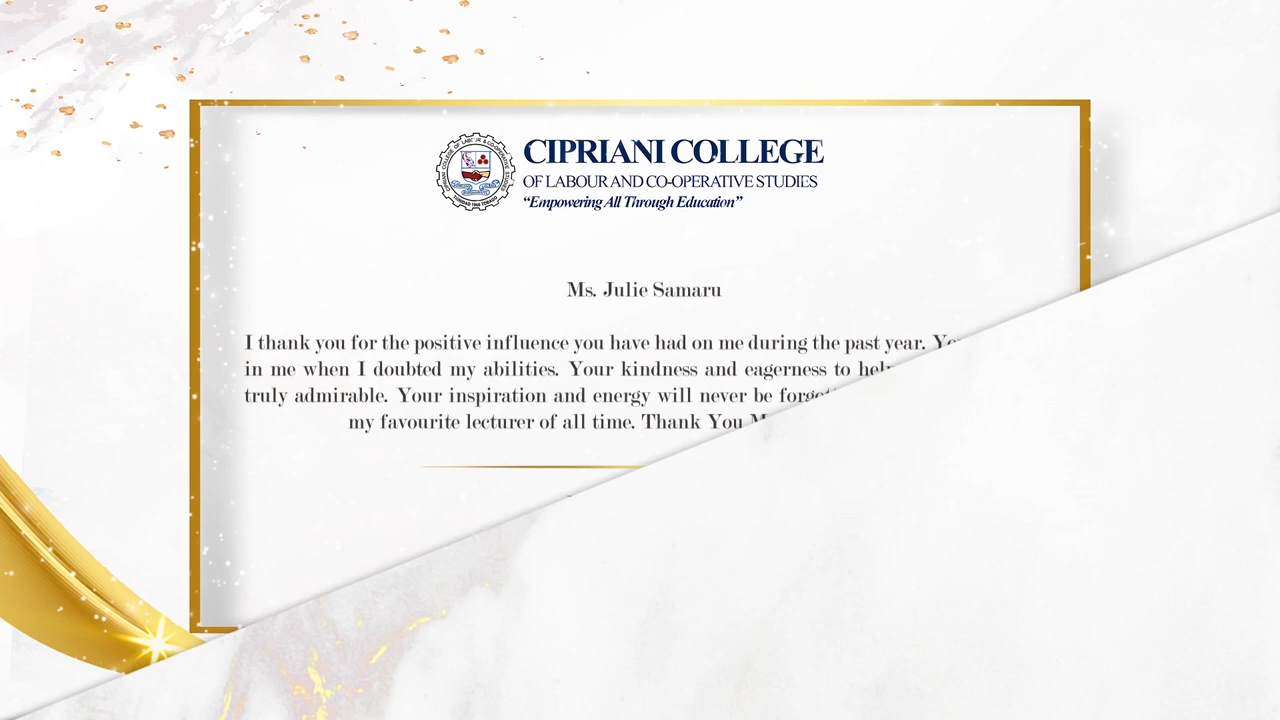 CIPRIANI COLLEGE
OF LABOUR AND CO-OPERATIVE STUDIES
“Empowering All Through Education”
Ms. Julie Samaru
I thank you for the positive influence you have had on me during the past year.
in me when I doubted my abilities. Your kindness and eagerness to
truly admirable. Your inspiration and energy will never be
my favourite lecturer of all time. Thank You